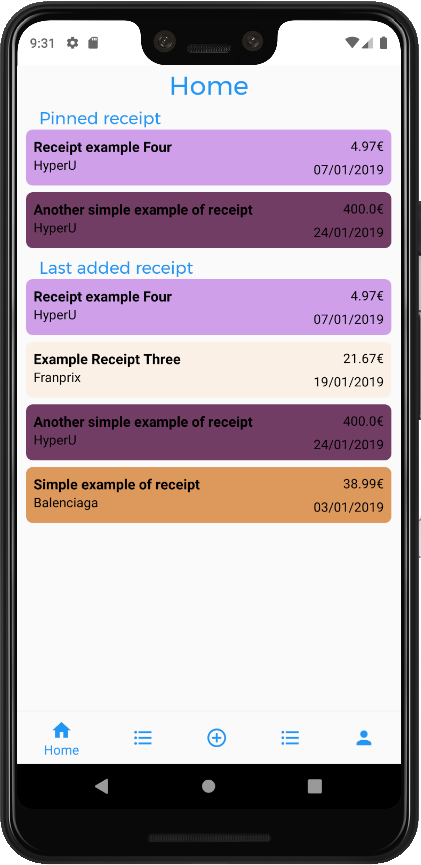 9:31
Home
Pinned receipt
Receipt example Four 4.97€
HyperU 07/01/2019
Another simple example of receipt 400.0€
HyperU 24/01/2019
Last added receipt
Receipt example Four 4.97€
HyperU 07/01/2019
Example Receipt Three 21.67€
Franprix 19/01/2019
Another simple example of receipt 400.0€
HyperU 24/01/2019
Simple example of receipt 38.99€
Balenciaga 03/01/2019
Home